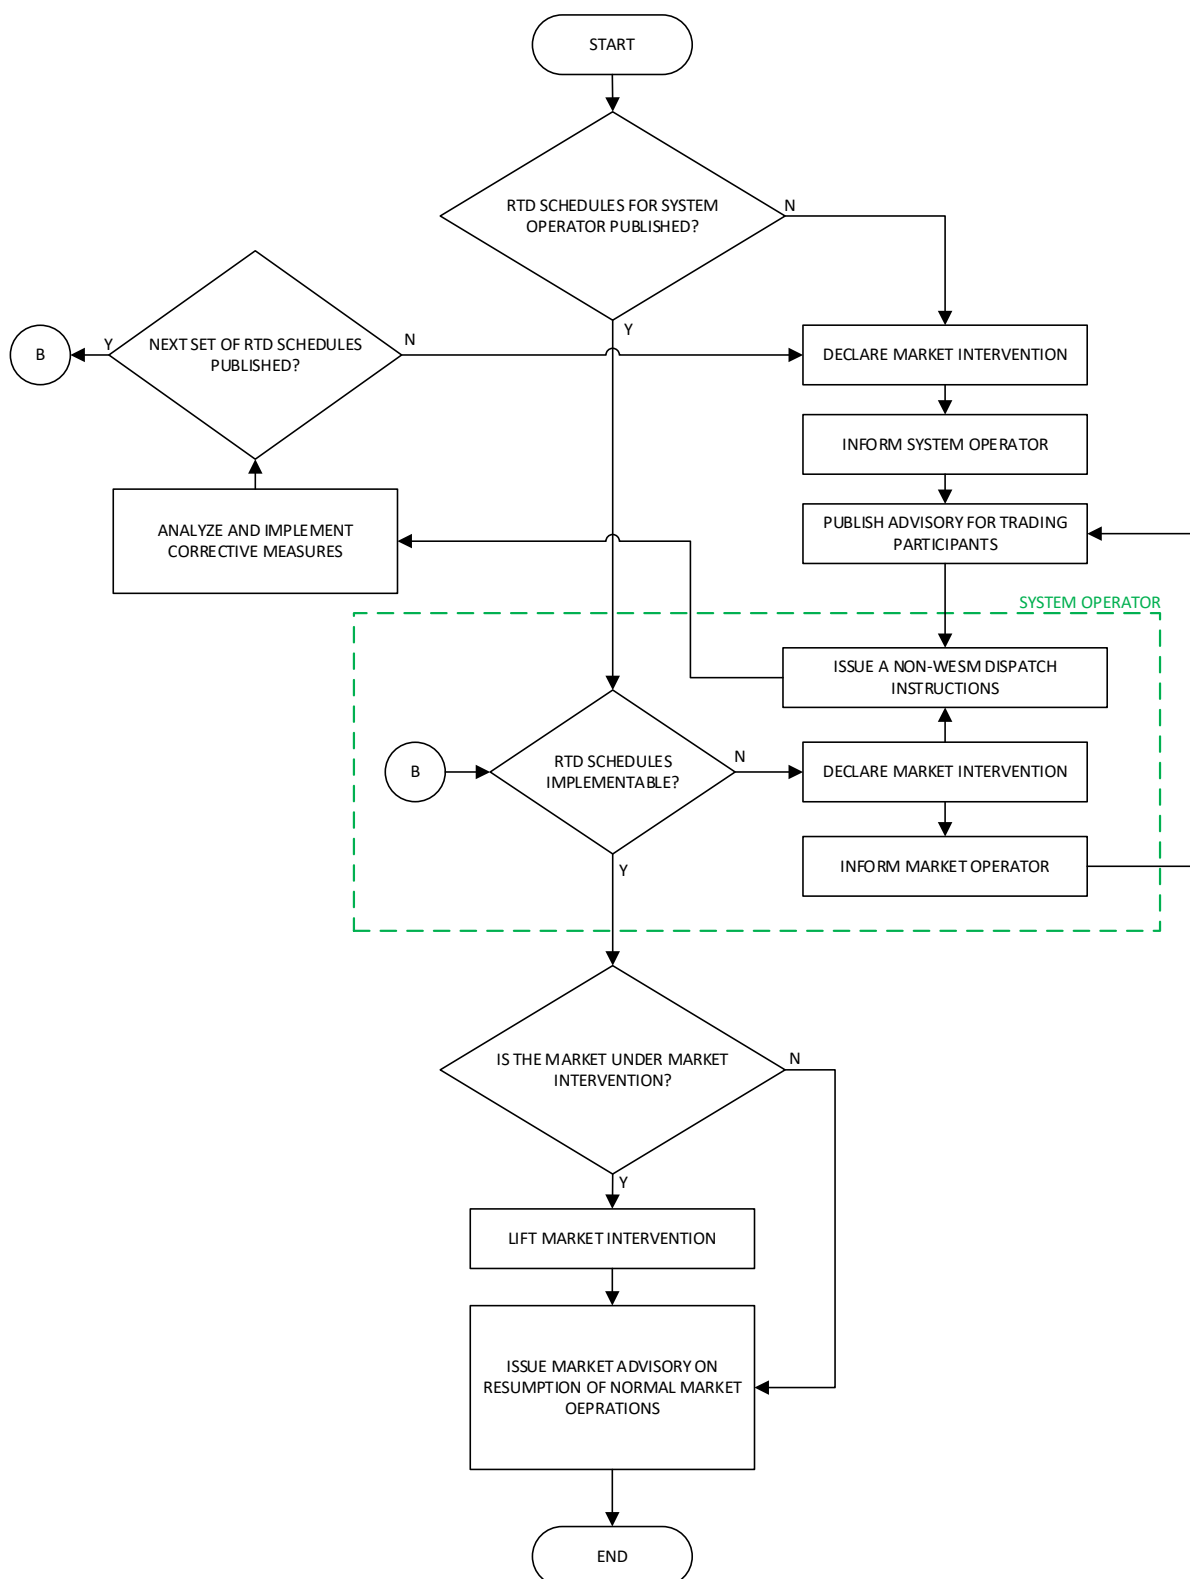 START
RTD SCHEDULES FOR SYSTEM
OPERATOR PUBLISHED?
N
Y
NEXT SET OF RTD SCHEDULES
PUBLISHED?
Y
N
B
DECLARE MARKET INTERVENTION
INFORM SYSTEM OPERATOR
ANALYZE AND IMPLEMENT
CORRECTIVE MEASURES
PUBLISH ADVISORY FOR TRADING
PARTICIPANTS
SYSTEM OPERATOR
ISSUE A NON-WESM DISPATCH
INSTRUCTIONS
B
RTD SCHEDULES
IMPLEMENTABLE?
N
Y
DECLARE MARKET INTERVENTION
INFORM MARKET OPERATOR
IS THE MARKET UNDER MARKET
INTERVENTION?
N
Y
LIFT MARKET INTERVENTION
ISSUE MARKET ADVISORY ON
RESUMPTION OF NORMAL MARKET
OEPRATIONS
END